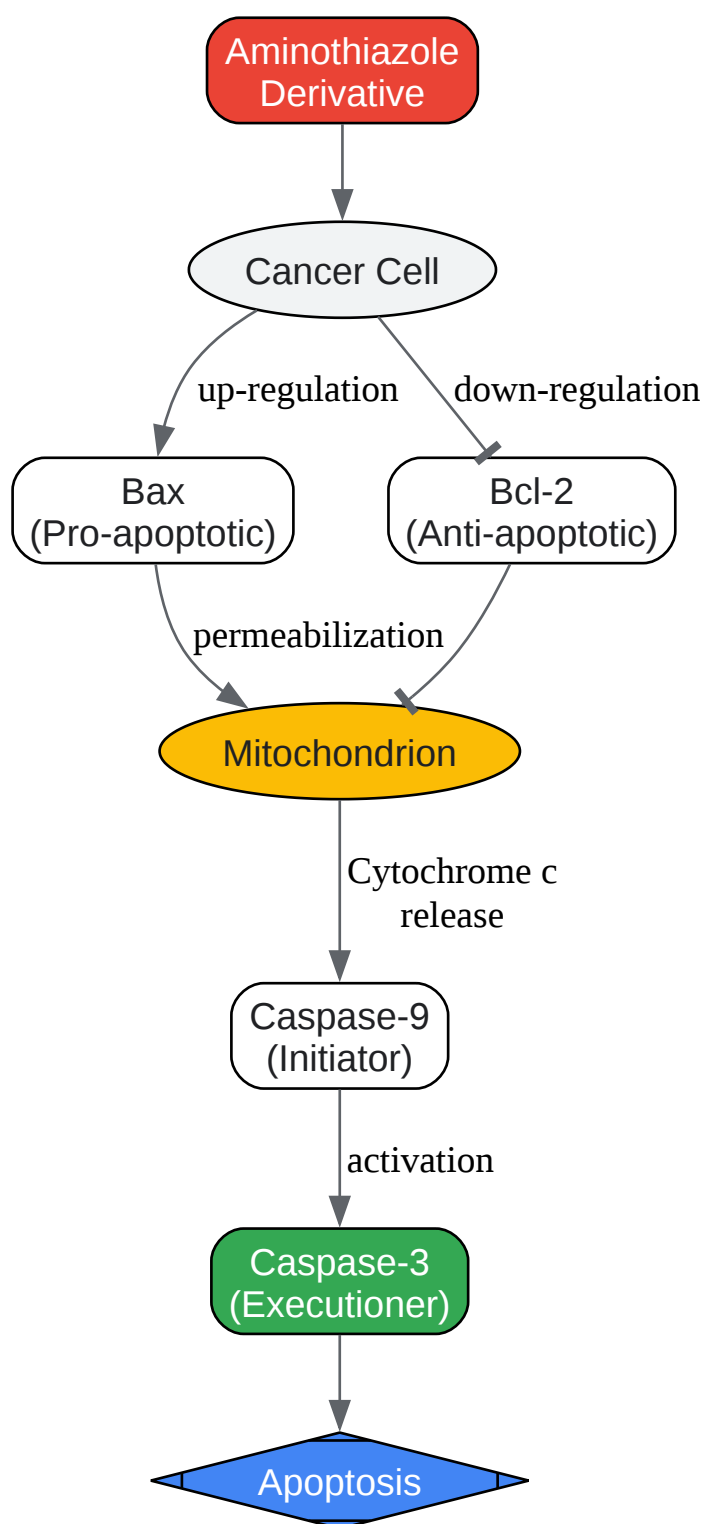 Aminothiazole
Derivative
Cancer Cell
up-regulation
down-regulation
Bax
(Pro-apoptotic)
Bcl-2
(Anti-apoptotic)
permeabilization
Mitochondrion
Cytochrome c
release
Caspase-9
(Initiator)
activation
Caspase-3
(Executioner)
Apoptosis